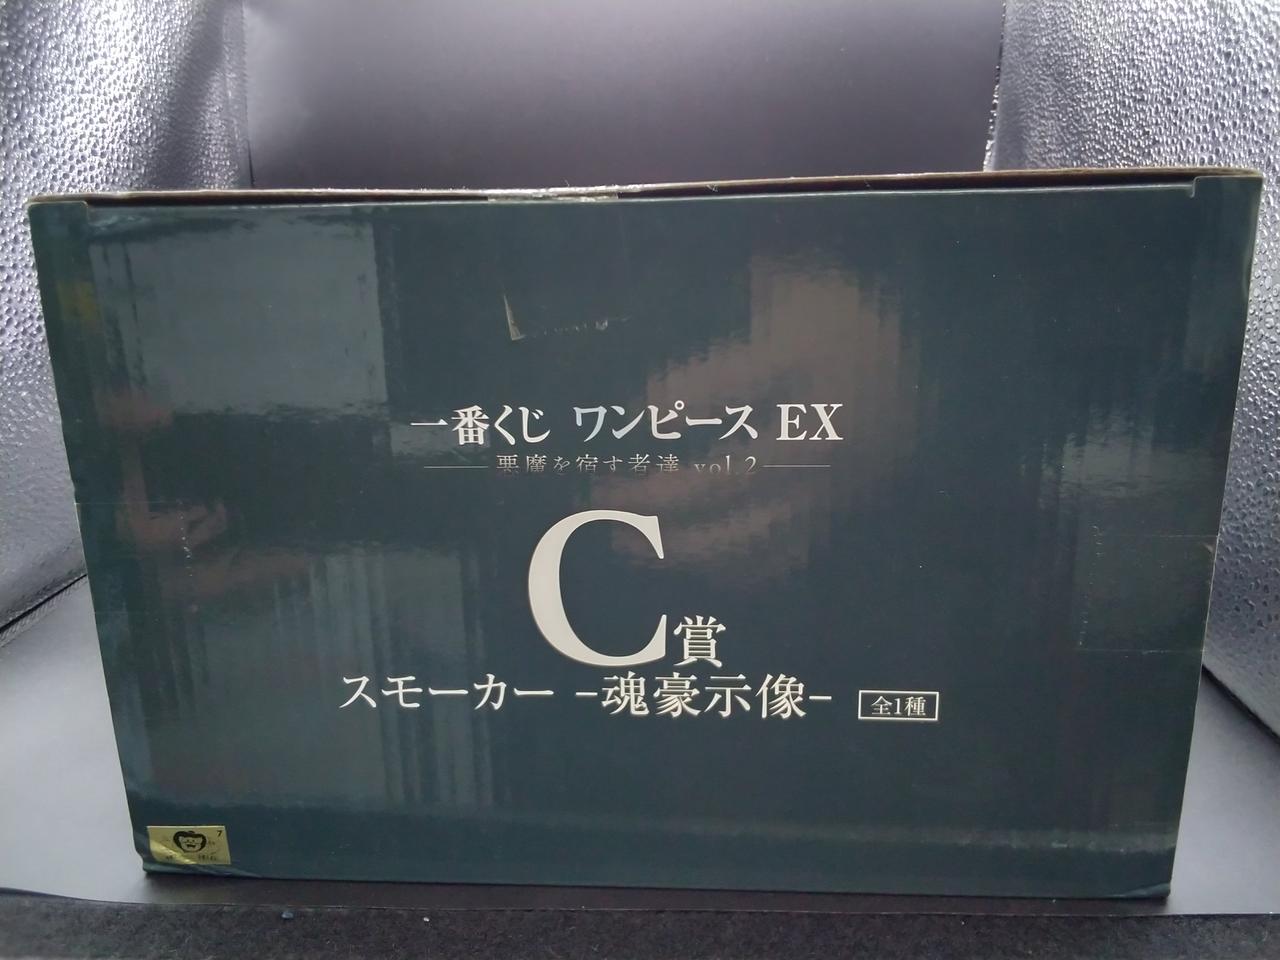 一番くじ ワンピース EX
悪魔を宿す者達 vol.2
C賞
スモーカー -魂豪示像- 全1種
7